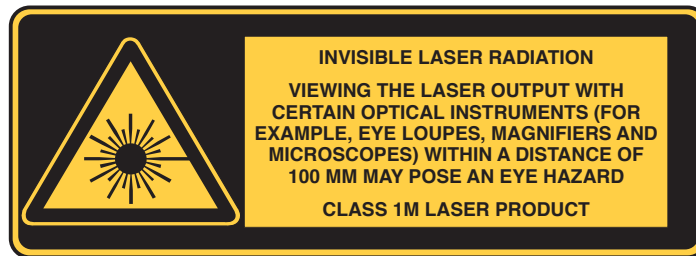 INVISIBLE LASER RADIATION
VIEWING THE LASER OUTPUT WITH
CERTAIN OPTICAL INSTRUMENTS (FOR
EXAMPLE, EYE LOUPES, MAGNIFIERS AND
MICROSCOPES) WITHIN A DISTANCE OF
100 MM MAY POSE AN EYE HAZARD
CLASS 1M LASER PRODUCT